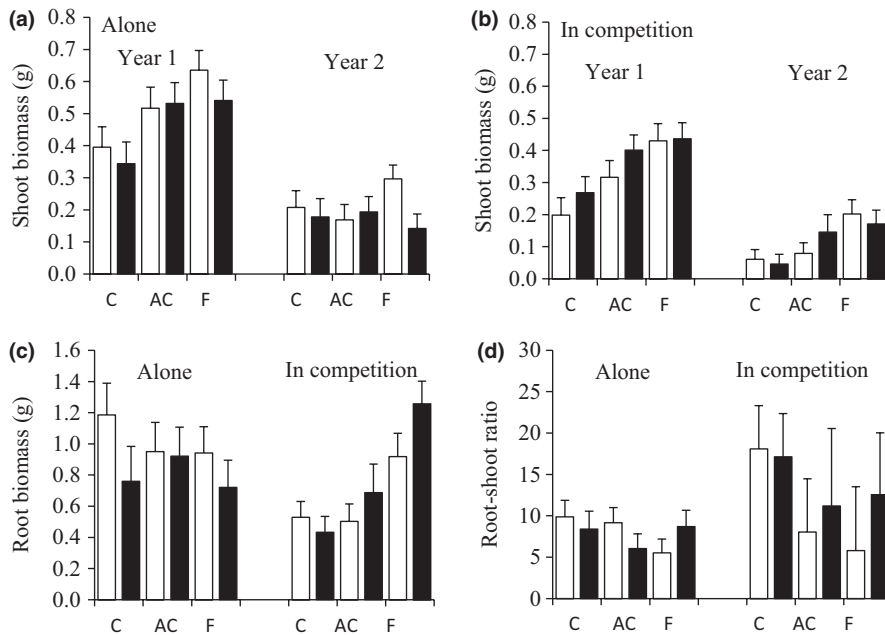 (a)
Alone
Year 1
Year 2
Shoot biomass (g)
0.8
0.7
0.6
0.5
0.4
0.3
0.2
0.1
0.0
C AC F C AC F
(b)
In competition
Year 1
Year 2
Shoot biomass (g)
0.8
0.7
0.6
0.5
0.4
0.3
0.2
0.1
0.0
C AC F C AC F
(c)
Alone In competition
Root biomass (g)
1.6
1.4
1.2
1.0
0.8
0.6
0.4
0.2
0.0
C AC F C AC F
(d)
Alone In competition
Root-shoot ratio
30
25
20
15
10
5
0
C AC F C AC F